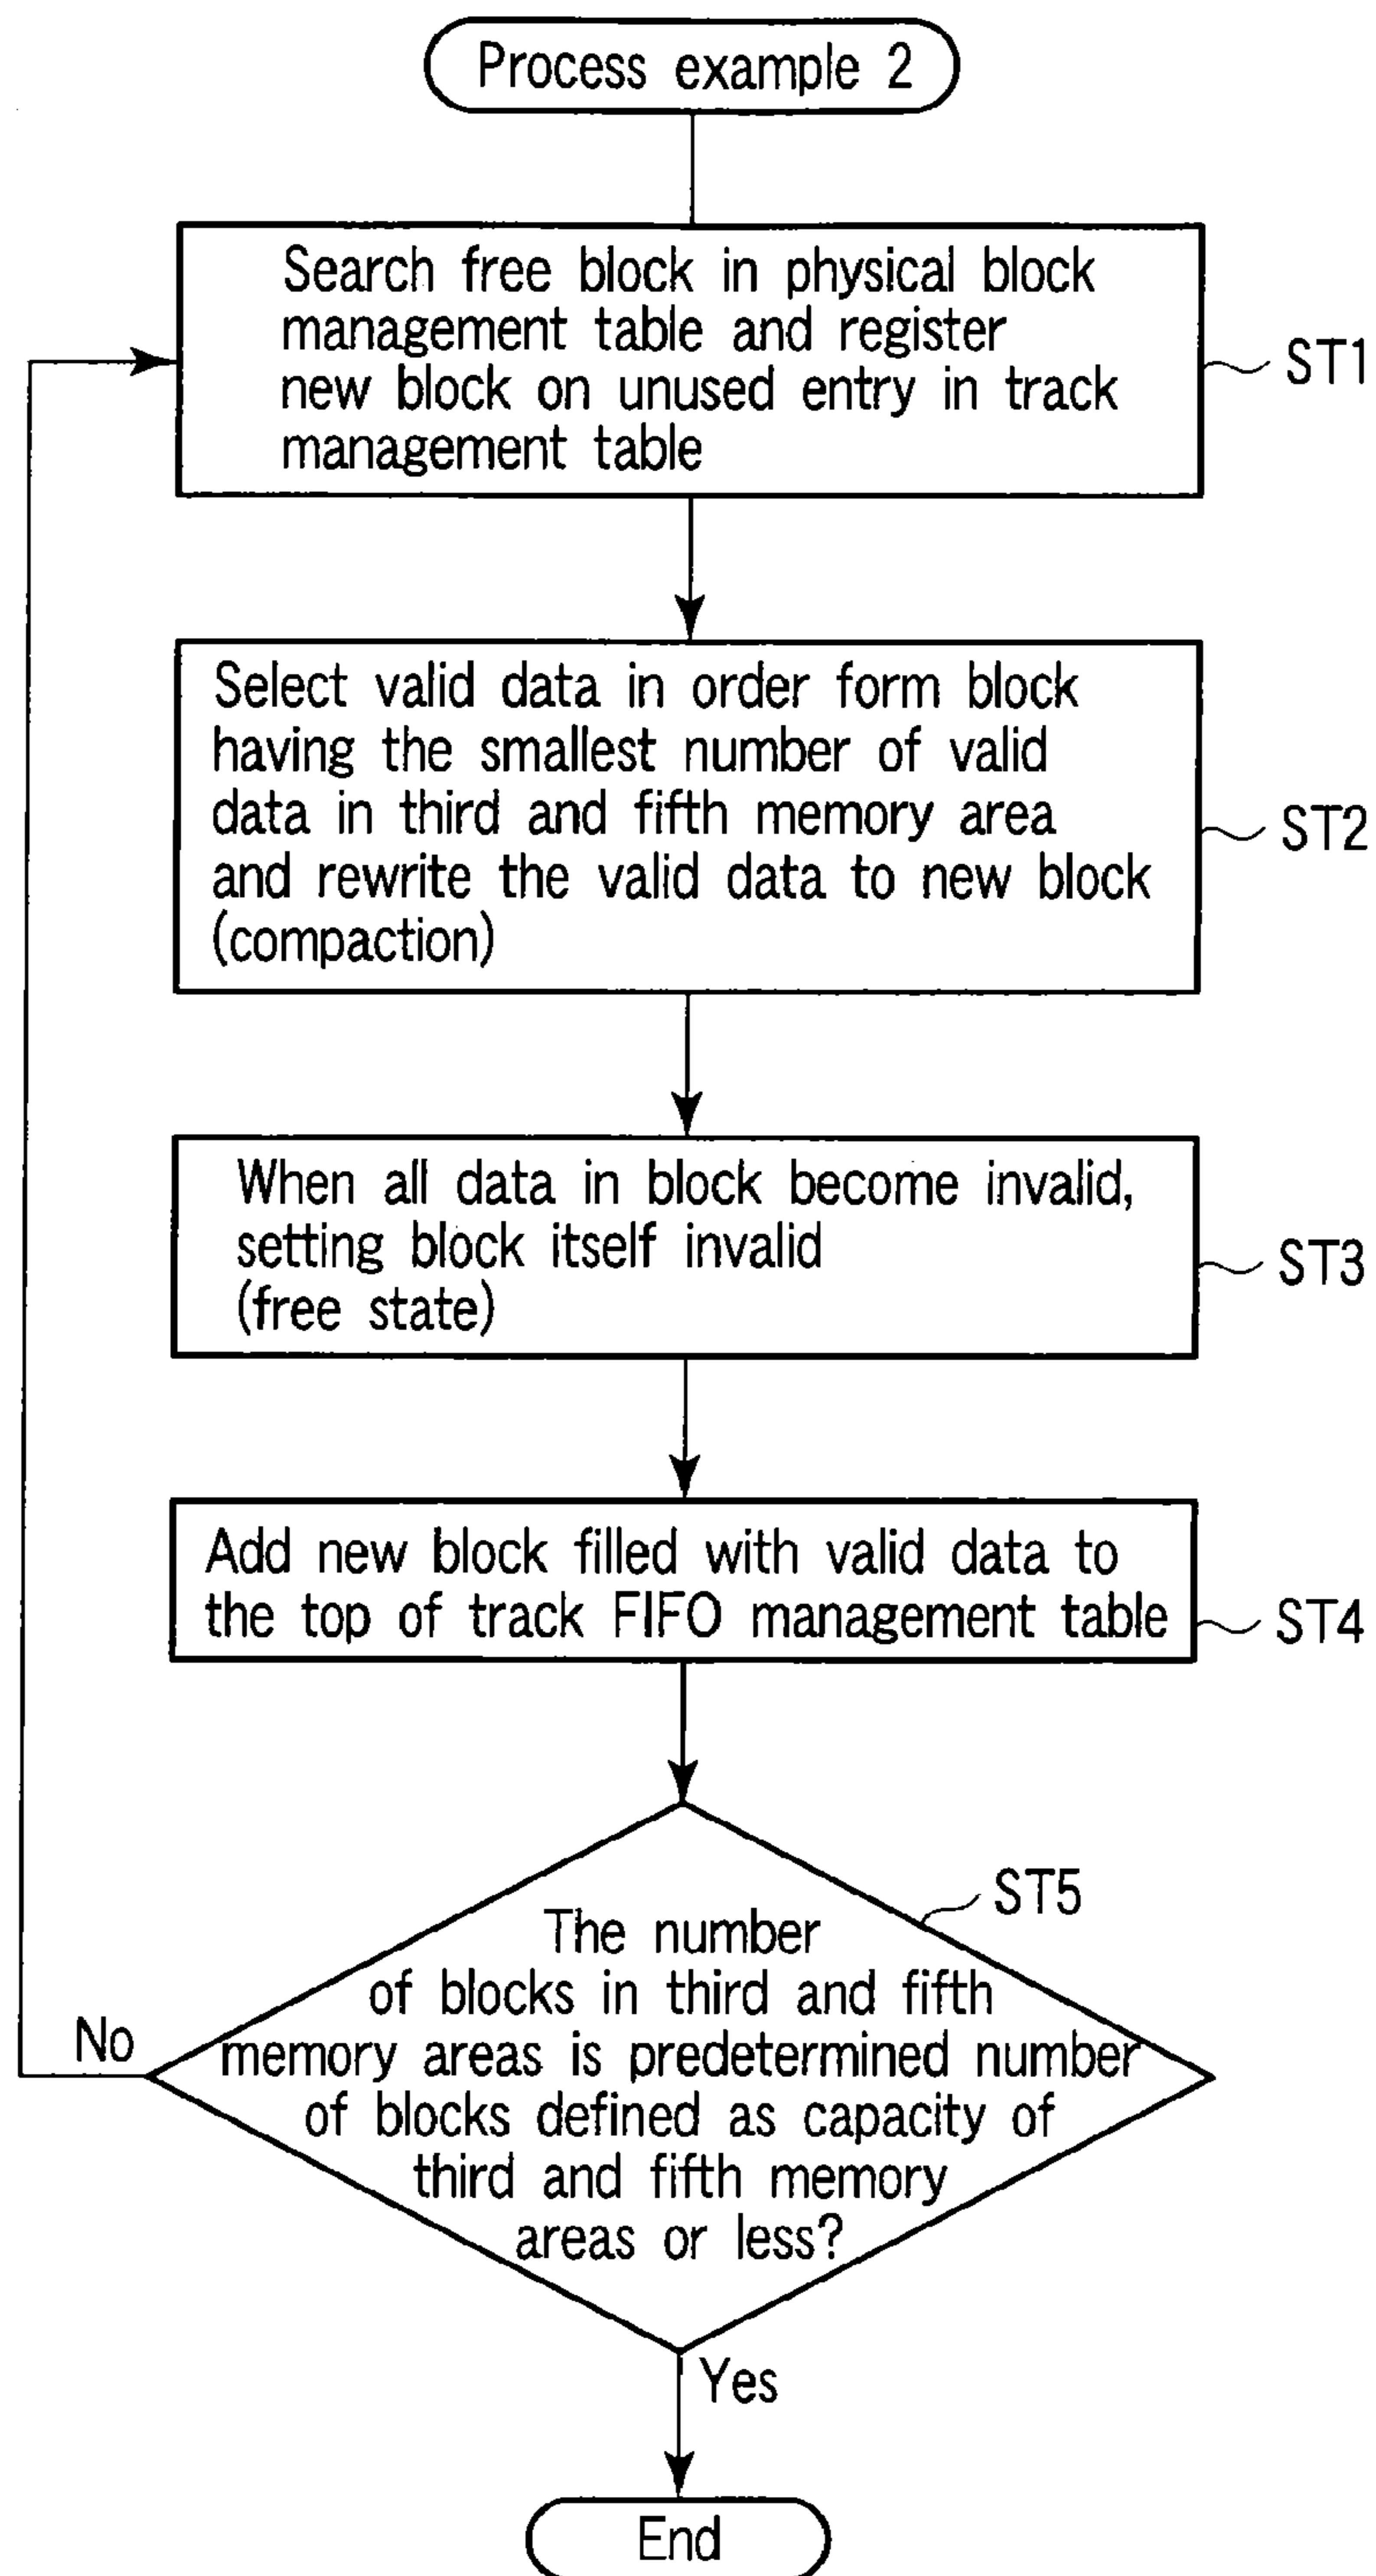 Process example 2
Search free block in physical block
management table and register
new block on unused entry in track
management table
ST1
Select valid data in order form block
having the smallest number of valid
data in third and fifth memory area
and rewrite the valid data to new block
(compaction)
ST2
When all data in block become invalid,
setting block itself invalid
(free state)
ST3
Add new block filled with valid data to
the top of track FIFO management table
ST4
ST5
The number
of blocks in third and fifth
memory areas is predetermined number
of blocks defined as capacity of
third and fifth memory
areas or less?
No
Yes
End